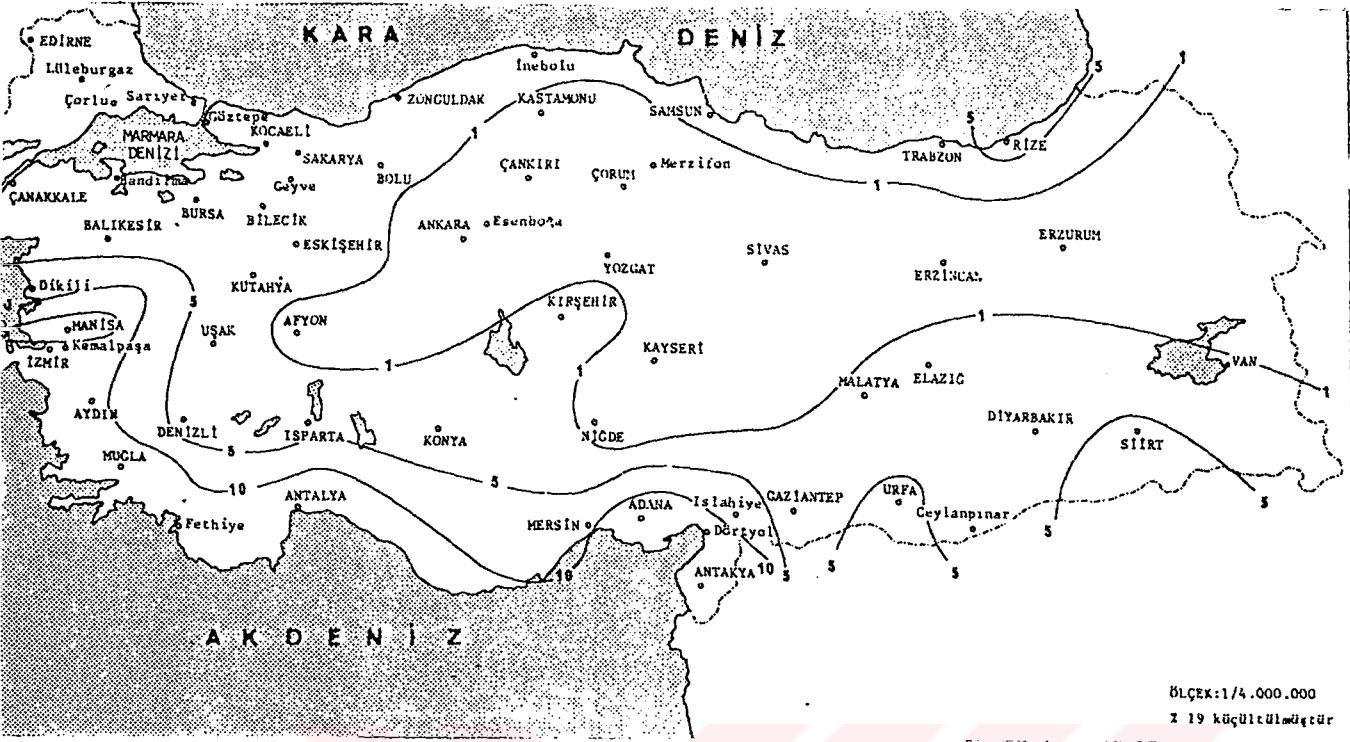 KARA DENİZ
EDİRNE
Lüleburgaz
Çorlu
Sarıyer
Göztepe
KOCAELİ
MARMARA
DENİZİ
SAKARYA
BOLU
Geyve
ZONGULDAK
İnebolu
KASTAMONU
SAMSUN
1
5
5
1
TRABZON
RİZE
ÇANAKKALE
Bandırma
BURSA
BİLECİK
ÇANKIRI
ÇORUM
Merzifon
1
BALIKESİR
ESKİŞEHİR
ANKARA
Esenboğa
SİVAS
ERZURUM
YOZGAT
ERZİNCAN
Dikili
5
KÜTAHYA
KIRŞEHİR
MANİSA
UŞAK
AFYON
1
Kemalpaşa
İZMİR
KAYSERİ
1
1
VAN
1
MALATYA
ELAZIĞ
AYDIN
DENİZLİ
ISPARTA
KONYA
NİĞDE
DİYARBAKIR
SİİRT
MUĞLA
5
5
10
ANTALYA
Fethiye
MERSİN
ADANA
Islahiye
GAZİANTEP
URFA
Ceylanpınar
5
5
Dörtyol
10
ANTAKYA
10
5
5
5
AKDENİZ
ÖLÇEK:1/4.000.000
% 19 küçültülmüştür